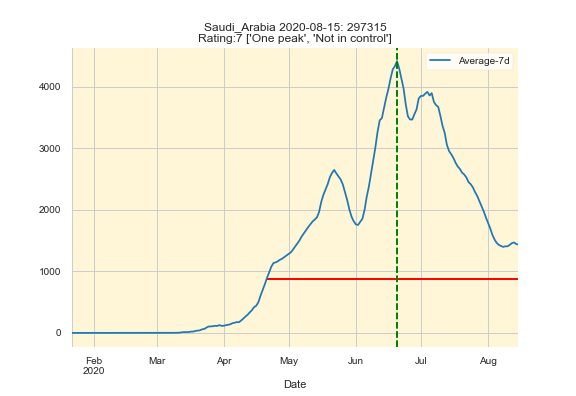 Saudi_Arabia 2020-08-15: 297315
Rating:7 ['One peak', 'Not in control']
Average-7d
4000
3000
2000
1000
0
Feb Mar Apr May Jun Jul Aug
2020
Date